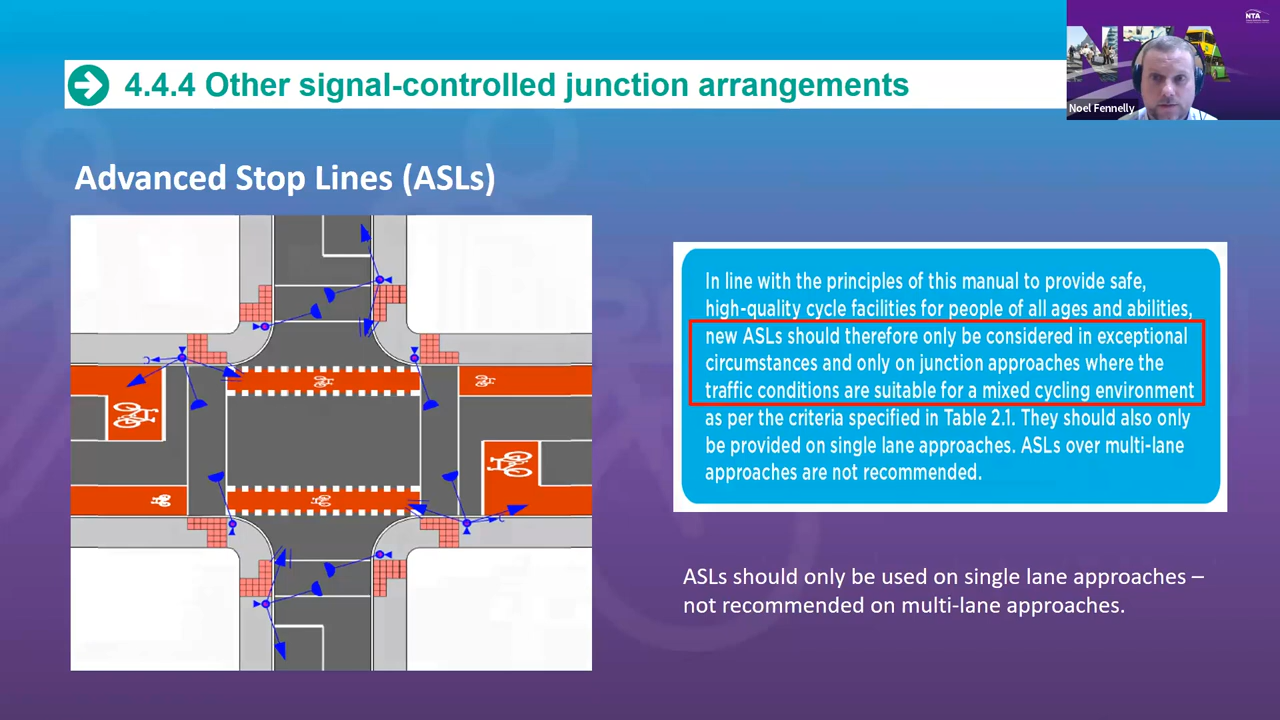 NTA
NTA
Noel Fennelly
4.4.4 Other signal-controlled junction arrangements
Advanced Stop Lines (ASLs)
In line with the principles of this manual to provide safe,
high-quality cycle facilities for people of all ages and abilities,
new ASLs should therefore only be considered in exceptional
circumstances and only on junction approaches where the
traffic conditions are suitable for a mixed cycling environment
as per the criteria specified in Table 2.1. They should also only
be provided on single lane approaches. ASLs over multi-lane
approaches are not recommended.
ASLs should only be used on single lane approaches –
not recommended on multi-lane approaches.